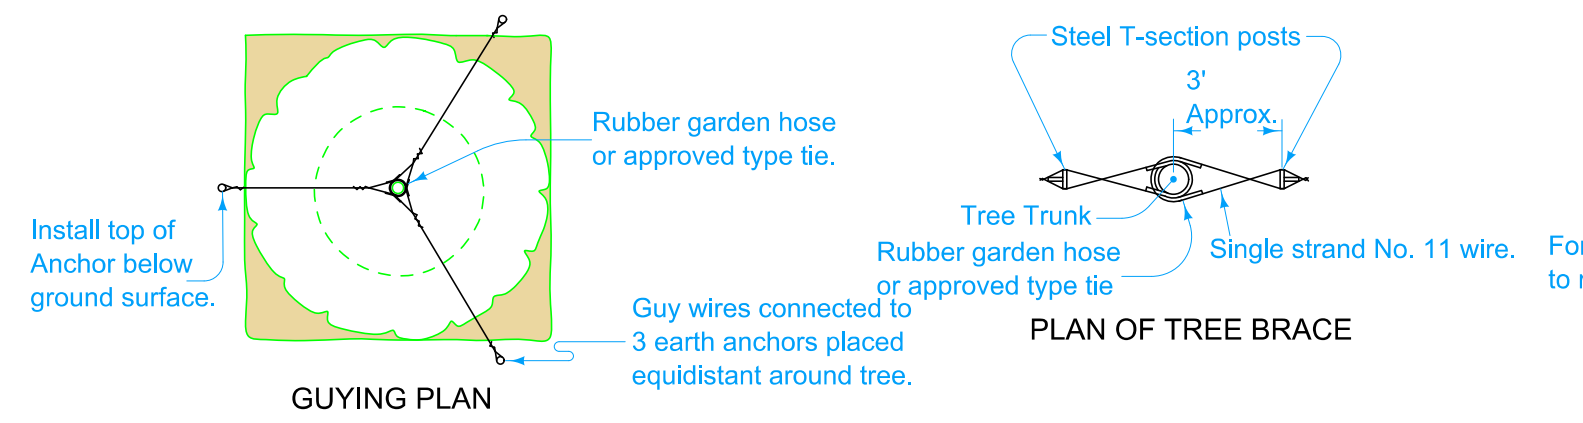 Rubber garden hose
or approved type tie.
Install top of
Anchor below
ground surface.
Guy wires connected to
3 earth anchors placed
equidistant around tree.
GUYING PLAN
Steel T-section posts
3'
Approx.
Tree Trunk
Rubber garden hose
or approved type tie
Single strand No. 11 wire.
PLAN OF TREE BRACE
to